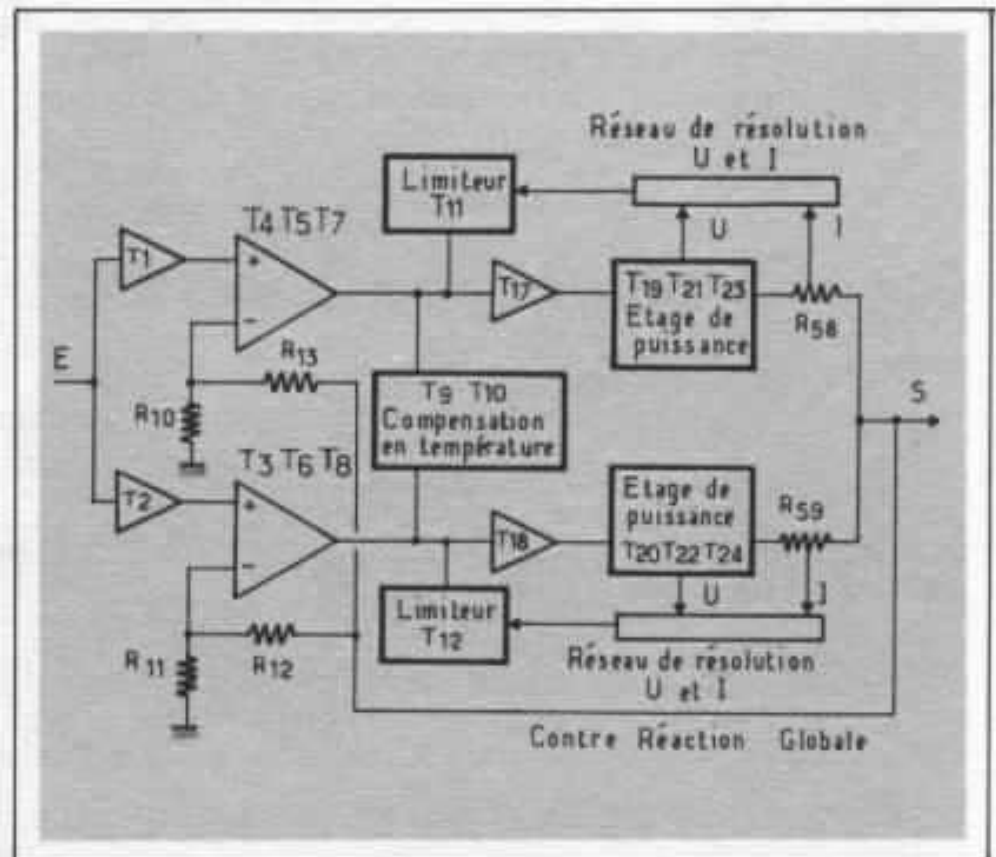 Réseau de résolution
U et I
Limiteur
T11
T4 T5 T7
T1
+
-
U
I
T17
T19 T21 T23
Etage de
puissance
R58
E
R13
R10
T9 T10
Compensation
en température
S
T3 T6 T8
T2
+
-
T18
Etage de
puissance
T20 T22 T24
R59
Limiteur
T12
U
I
R11
R12
Réseau de résolution
U et I
Contre Réaction Globale